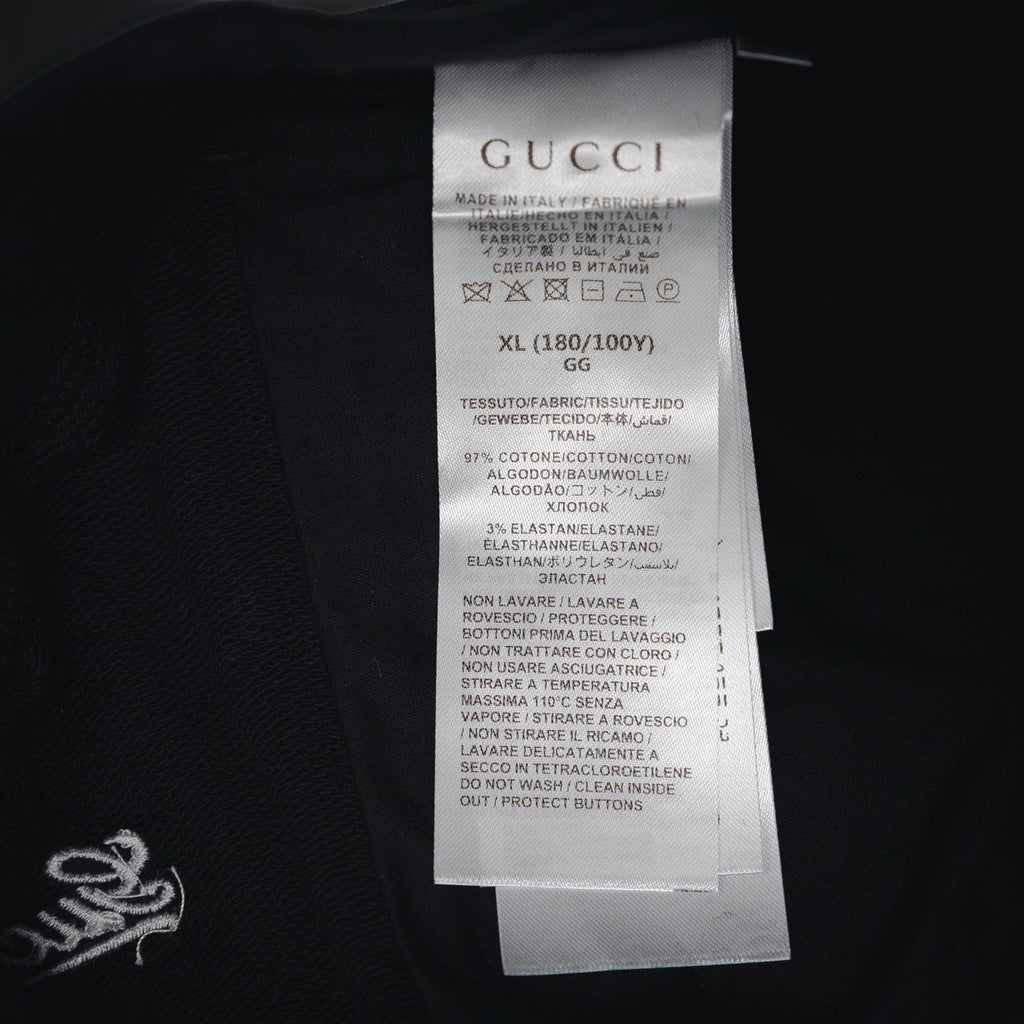 GUCCI
MADE IN ITALY / FABRIQUÉ EN
ITALIE/HECHO EN ITALIA /
HERGESTELLT IN ITALIEN /
FABRICADO EM ITÁLIA /
イタリア製 / صنع في ايطاليا
СДЕЛАНО В ИТАЛИИ
P
XL (180/100Y)
GG
TESSUTO/FABRIC/TISSU/TEJIDO
/GEWEBE/TECIDO/本体/قماش/
ТКАНЬ
97% COTONE/COTTON/COTON/
ALGODON/BAUMWOLLE/
ALGODÃO/コットン/قطن/
ХЛОПОК
3% ELASTAN/ELASTANE/
ÉLASTHANNE/ELASTANO/
ELASTHAN/ポリウレタン/
ЭЛАСТАН
NON LAVARE / LAVARE A
ROVESCIO / PROTEGGERE /
BOTTONI PRIMA DEL LAVAGGIO
/ NON TRATTARE CON CLORO /
NON USARE ASCIUGATRICE /
STIRARE A TEMPERATURA
MASSIMA 110°C SENZA
VAPORE / STIRARE A ROVESCIO
/ NON STIRARE IL RICAMO /
LAVARE DELICATAMENTE A
SECCO IN TETRACLOROETILENE
DO NOT WASH / CLEAN INSIDE
OUT / PROTECT BUTTONS